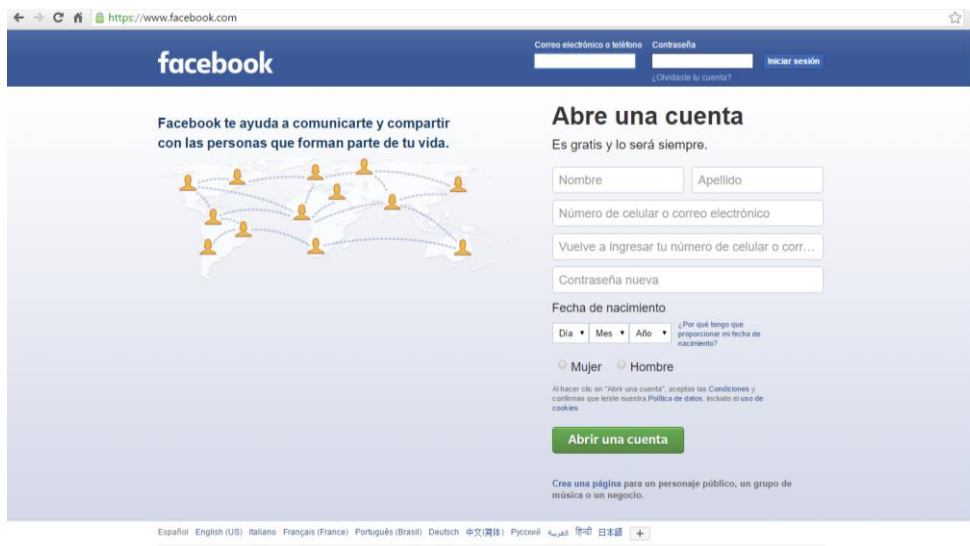 https://www.facebook.com
facebook
Correo electrónico o teléfono Contraseña
Iniciar sesión
¿Olvidaste tu cuenta?
Facebook te ayuda a comunicarte y compartir
con las personas que forman parte de tu vida.
Abre una cuenta
Es gratis y lo será siempre.
Nombre Apellido
Número de celular o correo electrónico
Vuelve a ingresar tu número de celular o corr...
Contraseña nueva
Fecha de nacimiento
Día Mes Año
¿Por qué tengo que
proporcionar mi fecha de
nacimiento?
Mujer Hombre
Al hacer clic en "Abrir una cuenta", aceptas las Condiciones y
confirmas que leíste nuestra Política de datos, incluido el uso de
cookies.
Abrir una cuenta
Crea una página para un personaje público, un grupo de
música o un negocio.
Español English (US) Italiano Français (France) Português (Brasil) Deutsch 中文(简体) Русский العربية हिन्दी 日本語 +